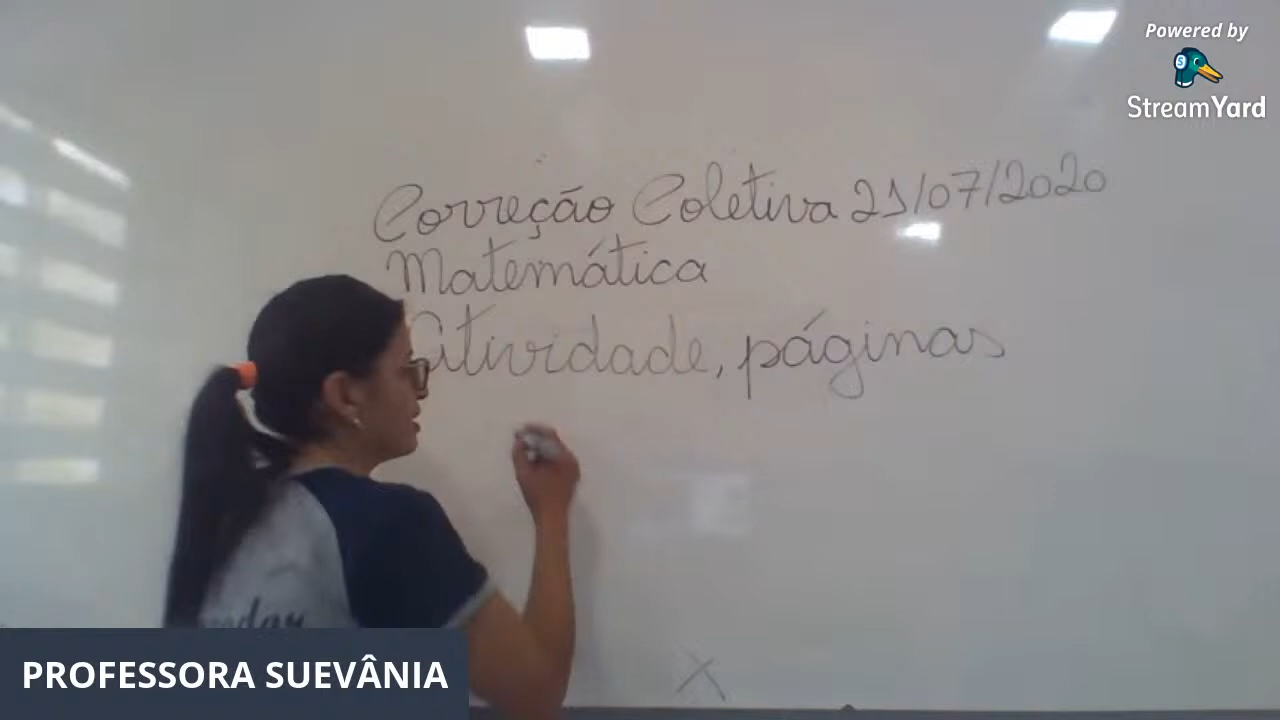 Powered by
StreamYard
Correção Coletiva 21/07/2020
Matemática
Atividade, páginas
X
PROFESSORA SUEVÂNIA